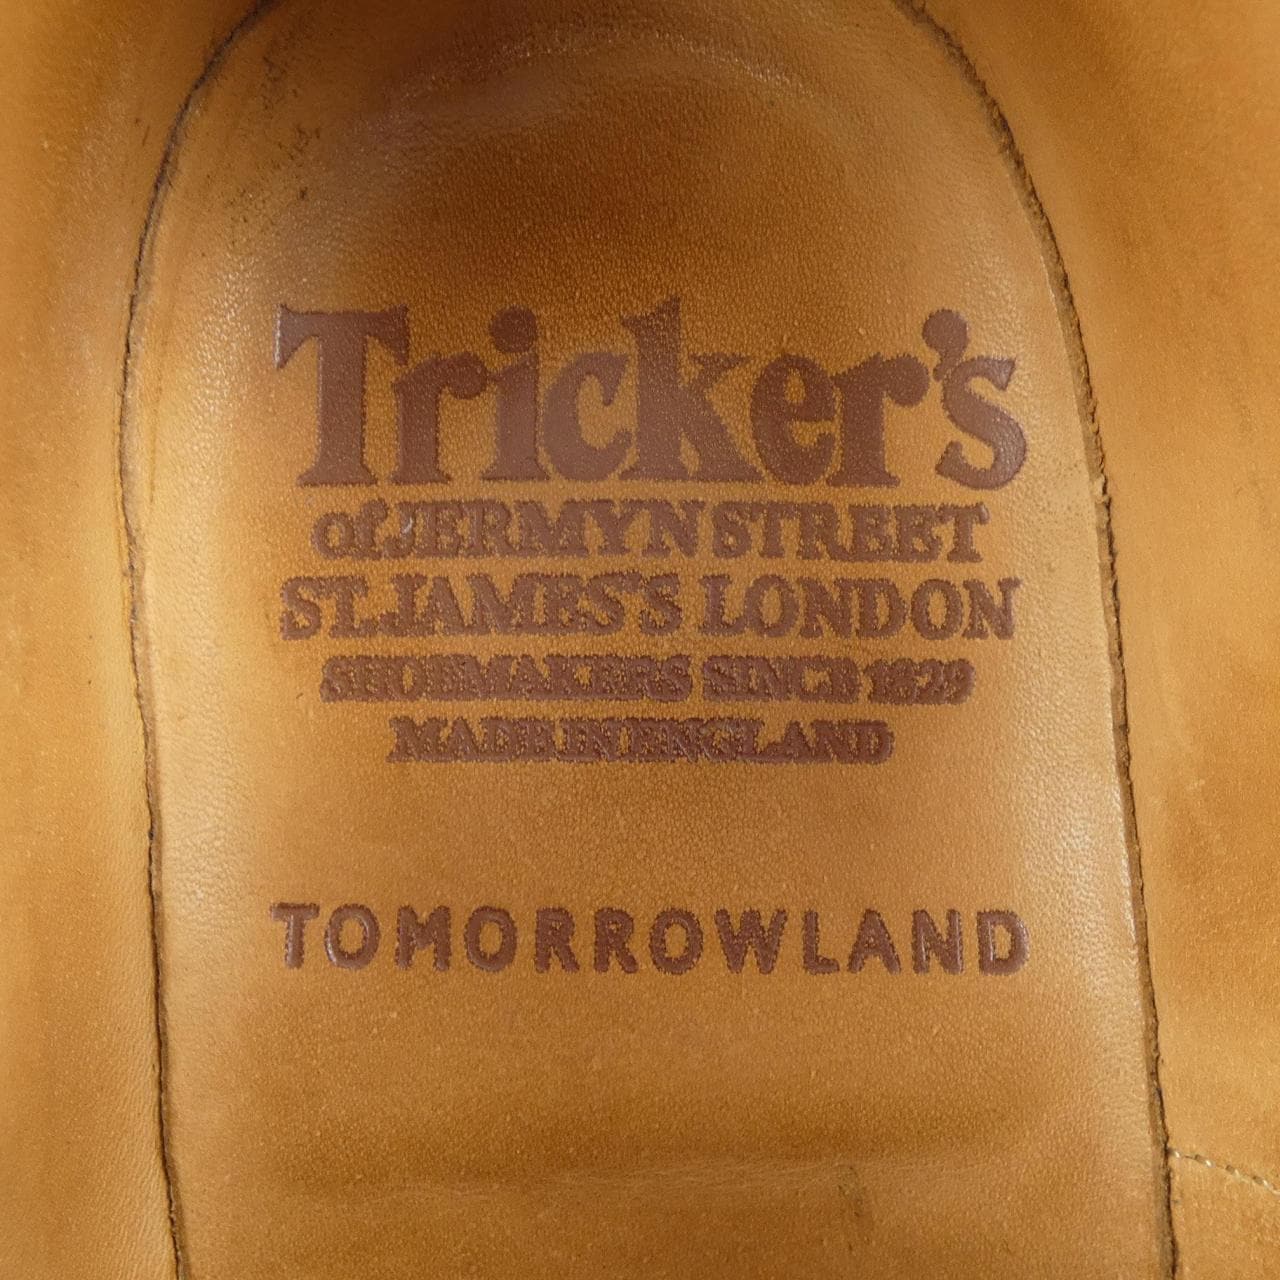 Tricker's
of JERMYN STREET
ST. JAMES'S LONDON
SHOEMAKERS SINCE 1829
MADE IN ENGLAND
TOMORROWLAND